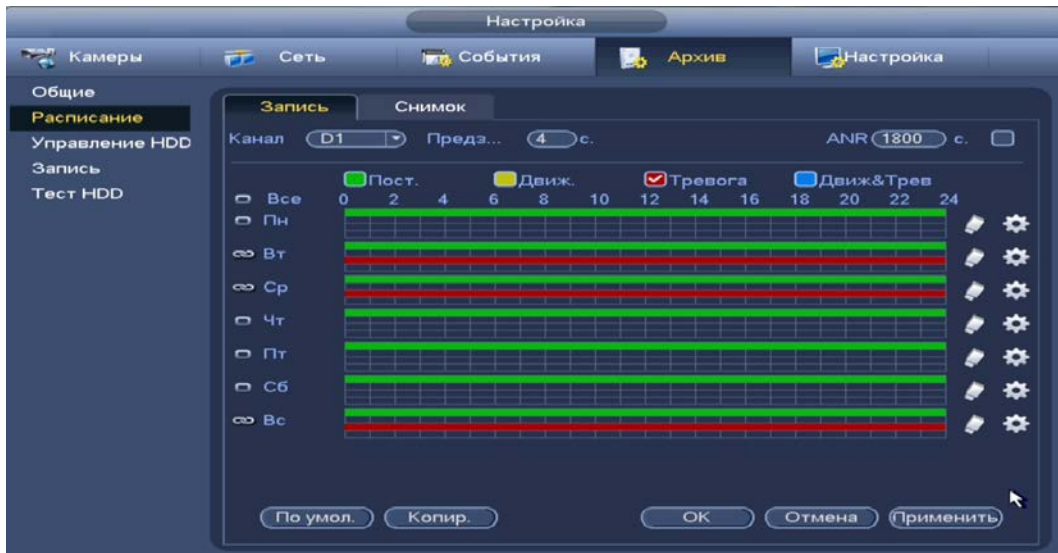 Настройка
Камеры Сеть События Архив Настройка
Общие
Расписание
Управление HDD
Запись
Тест HDD
Запись Снимок
Канал D1 Предз... 4 с. ANR 1800 с.
Пост. Движ. Тревога Движ&Трев
Все 0 2 4 6 8 10 12 14 16 18 20 22 24
Пн
Вт
Ср
Чт
Пт
Сб
Вс
По умол. Копир. OK Отмена Применить